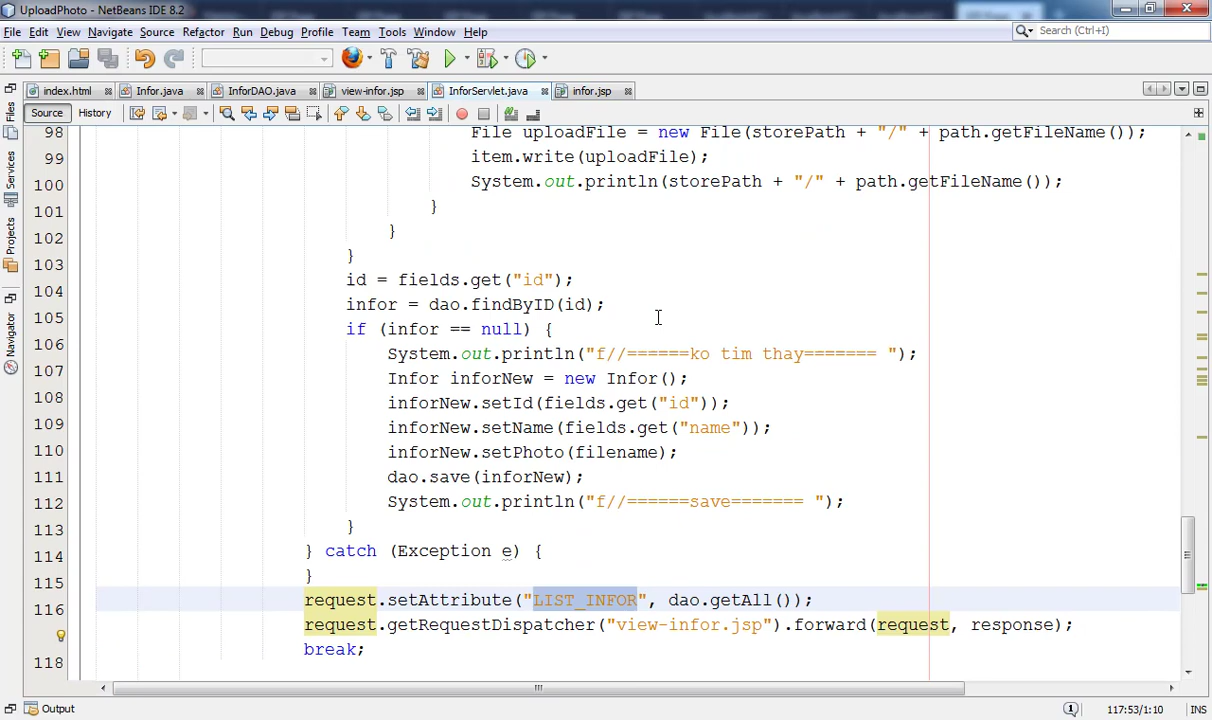 UploadPhoto - NetBeans IDE 8.2
File Edit View Navigate Source Refactor Run Debug Profile Team Tools Window Help
Search (Ctrl+I)
index.html Infor.java InforDAO.java view-infor.jsp InforServlet.java infor.jsp
Source History
Files
Services
Projects
Navigator
98 File uploadFile = new File(storePath + "/" + path.getFileName());
99 item.write(uploadFile);
100 System.out.println(storePath + "/" + path.getFileName());
101 }
102 }
103 }
104 id = fields.get("id");
105 infor = dao.findByID(id);
106 if (infor == null) {
107 System.out.println("f//======ko tim thay======= ");
108 Infor inforNew = new Infor();
109 inforNew.setId(fields.get("id"));
110 inforNew.setName(fields.get("name"));
111 inforNew.setPhoto(filename);
112 dao.save(inforNew);
113 System.out.println("f//======save======= ");
114 }
115 } catch (Exception e) {
116 }
request.setAttribute("LIST_INFOR", dao.getAll());
118 request.getRequestDispatcher("view-infor.jsp").forward(request, response);
break;
Output
1
117:53/1:10
INS